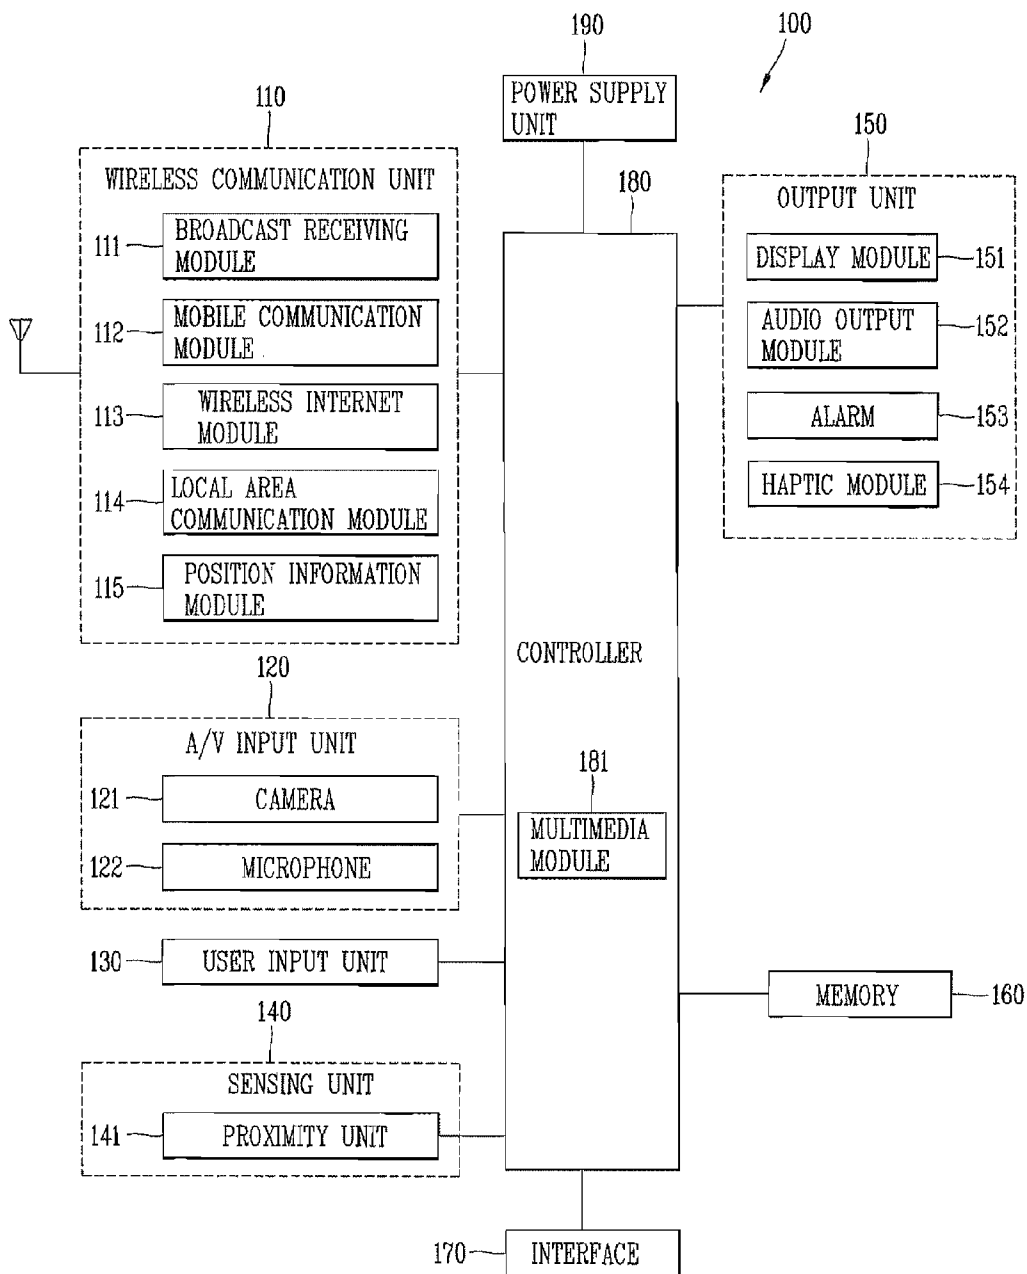 100
190
POWER SUPPLY
UNIT
110
WIRELESS COMMUNICATION UNIT
111
BROADCAST RECEIVING
MODULE
112
MOBILE COMMUNICATION
MODULE
113
WIRELESS INTERNET
MODULE
114
LOCAL AREA
COMMUNICATION MODULE
115
POSITION INFORMATION
MODULE
120
A/V INPUT UNIT
121
CAMERA
122
MICROPHONE
130
USER INPUT UNIT
140
SENSING UNIT
141
PROXIMITY UNIT
180
CONTROLLER
181
MULTIMEDIA
MODULE
150
OUTPUT UNIT
DISPLAY MODULE
151
AUDIO OUTPUT
MODULE
152
ALARM
153
HAPTIC MODULE
154
MEMORY
160
170
INTERFACE